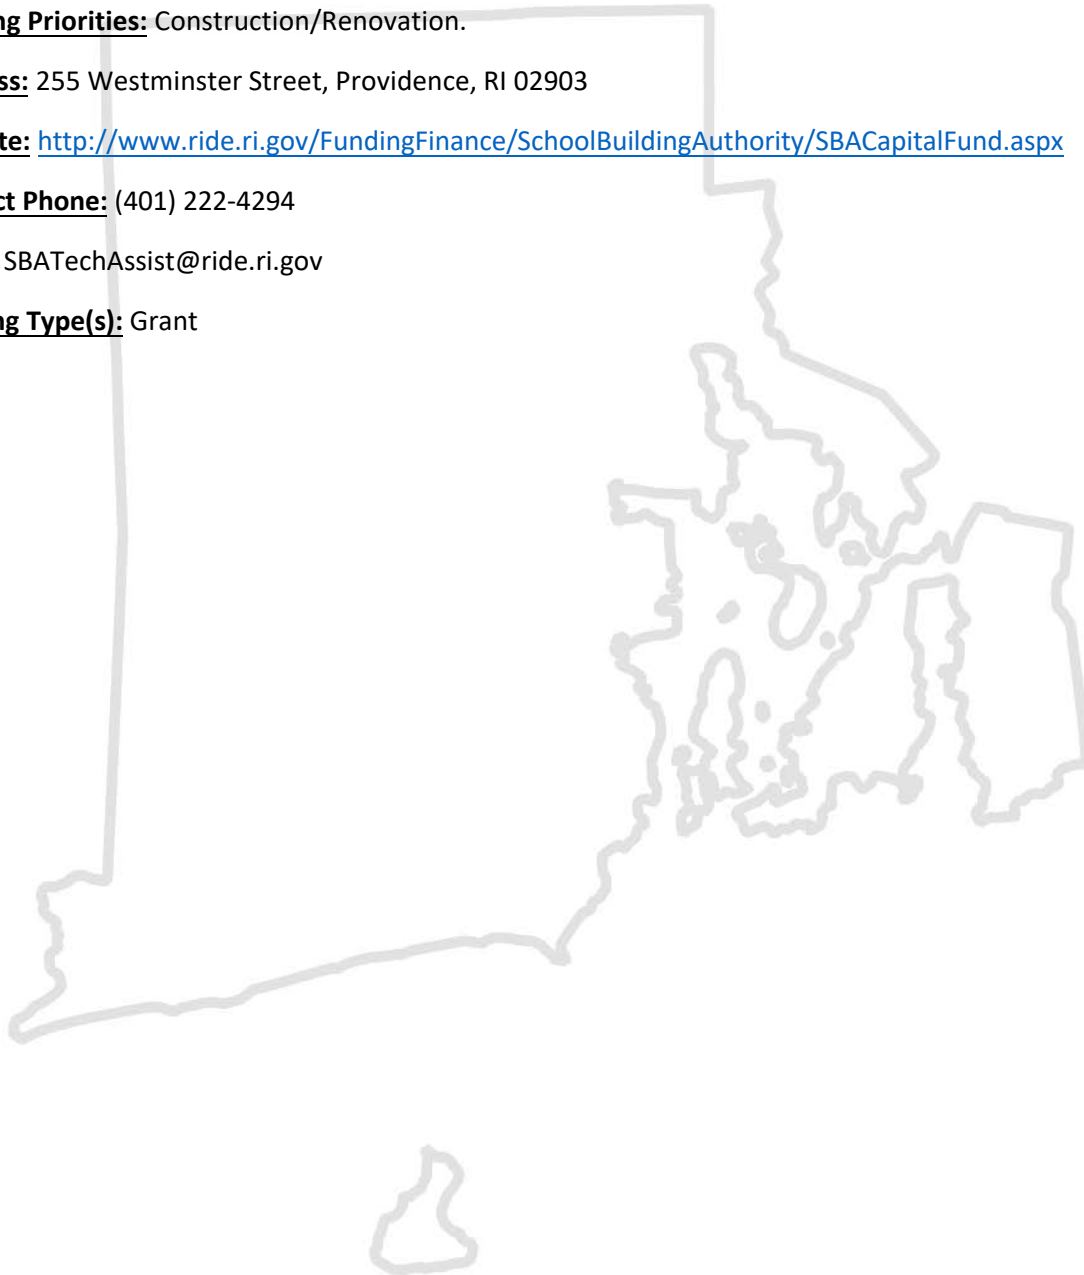 ng Priorities: Construction/Renovation.
ss: 255 Westminster Street, Providence, RI 02903
te: http://www.ride.ri.gov/FundingFinance/SchoolBuildingAuthority/SBACapitalFund.aspx
ct Phone: (401) 222-4294
SBATechAssist@ride.ri.gov
ng Type(s): Grant